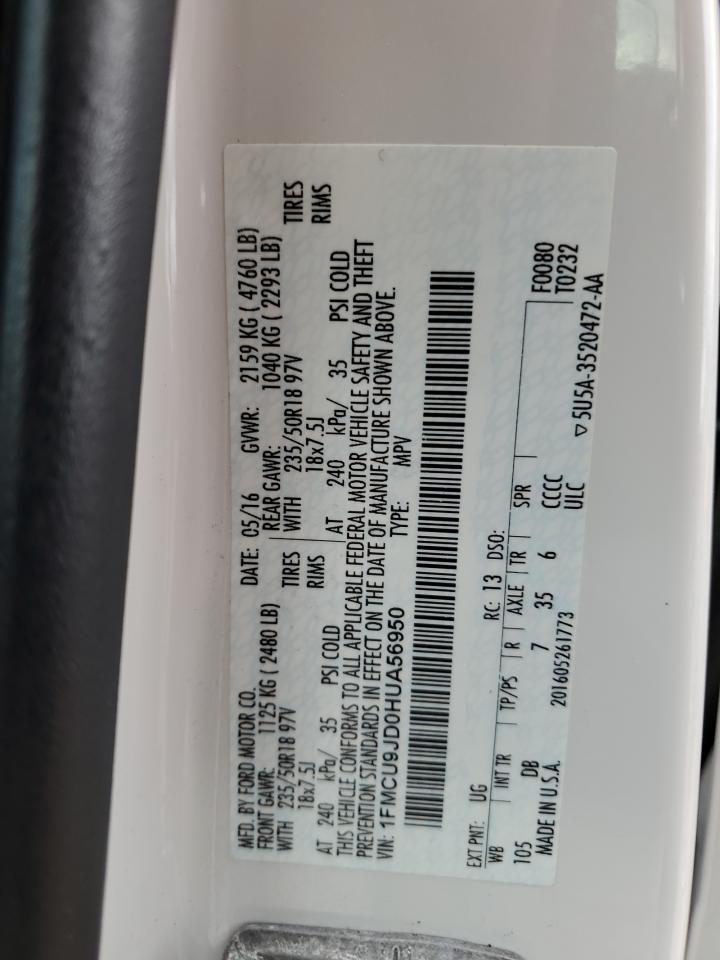 MFD. BY FORD MOTOR CO.
DATE: 05/16 GVWR: 2159 KG ( 4760 LB)
FRONT GAWR: 1125 KG ( 2480 LB) REAR GAWR: 1040 KG ( 2293 LB)
WITH 235/50R18 97V TIRES WITH 235/50R18 97V TIRES
18x7.5J RIMS 18x7.5J RIMS
AT 240 kPa/ 35 PSI COLD AT 240 kPa/ 35 PSI COLD
THIS VEHICLE CONFORMS TO ALL APPLICABLE FEDERAL MOTOR VEHICLE SAFETY AND THEFT
PREVENTION STANDARDS IN EFFECT ON THE DATE OF MANUFACTURE SHOWN ABOVE.
VIN: 1FMCU9JD0HUA56950 TYPE: MPV
EXT PNT: UG RC: 13 DSO:
WB INT TR TP/PS R AXLE TR SPR F0080
105 DB 7 35 6 CCCC T0232
MADE IN U.S.A. 201605261773 ULC ▽ 5U5A-3520472-AA